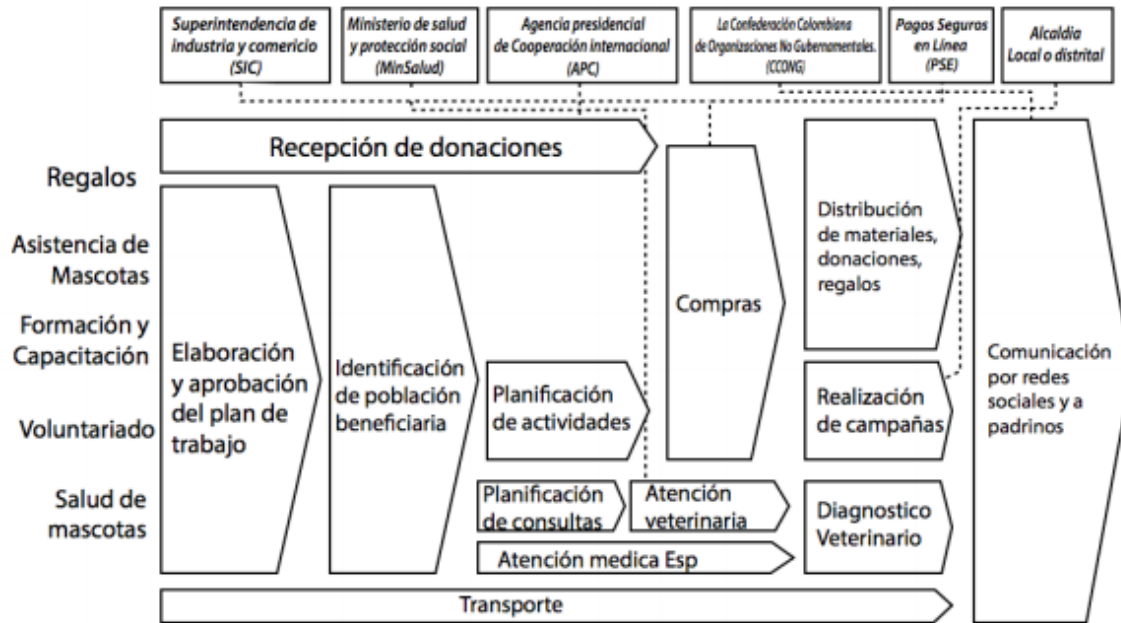 Superintendencia de
industria y comericio
(SIC)
Ministerio de salud
y protección social
(MinSalud)
Agencia presidencial
de Cooperación internacional
(APC)
La Confederación Colombiana
de Organizaciones No Gubernamentales.
(CCONG)
Pagos Seguros
en Línea
(PSE)
Alcaldia
Local o distrital
Recepción de donaciones
Regalos
Asistencia de
Mascotas
Formación y
Capacitación
Voluntariado
Salud de
mascotas
Elaboración
y aprobación
del plan de
trabajo
Identificación
de población
beneficiaria
Planificación
de actividades
Planificación
de consultas
Atención
veterinaria
Atención medica Esp
Compras
Distribución
de materiales,
donaciones,
regalos
Realización
de campañas
Diagnostico
Veterinario
Comunicación
por redes
sociales y a
padrinos
Transporte